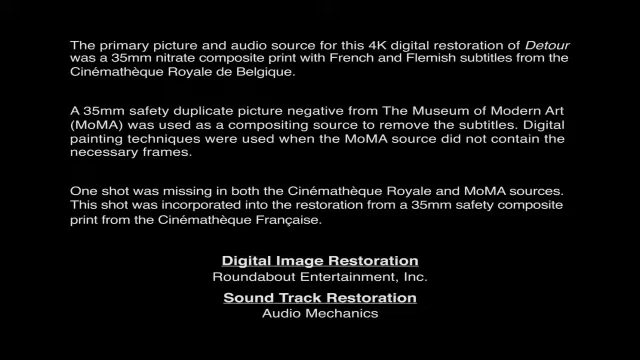 The primary picture and audio source for this 4K digital restoration of Detour
was a 35mm nitrate composite print with French and Flemish subtitles from the
Cinémathèque Royale de Belgique.
A 35mm safety duplicate picture negative from The Museum of Modern Art
(MoMA) was used as a compositing source to remove the subtitles. Digital
painting techniques were used when the MoMA source did not contain the
necessary frames.
One shot was missing in both the Cinémathèque Royale and MoMA sources.
This shot was incorporated into the restoration from a 35mm safety composite
print from the Cinémathèque Française.
Digital Image Restoration
Roundabout Entertainment, Inc.
Sound Track Restoration
Audio Mechanics